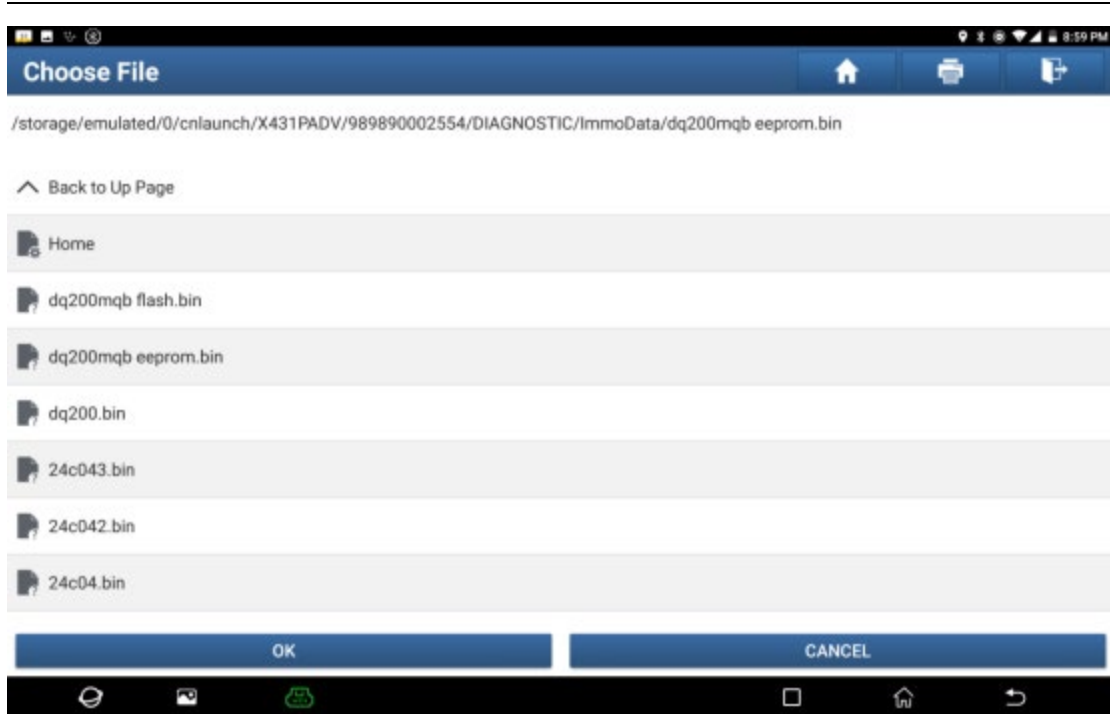 8:59 PM
Choose File
/storage/emulated/0/cnlaunch/X431PADV/989890002554/DIAGNOSTIC/ImmoData/dq200mqb eeprom.bin
Back to Up Page
Home
dq200mqb flash.bin
dq200mqb eeprom.bin
dq200.bin
24c043.bin
24c042.bin
24c04.bin
OK CANCEL